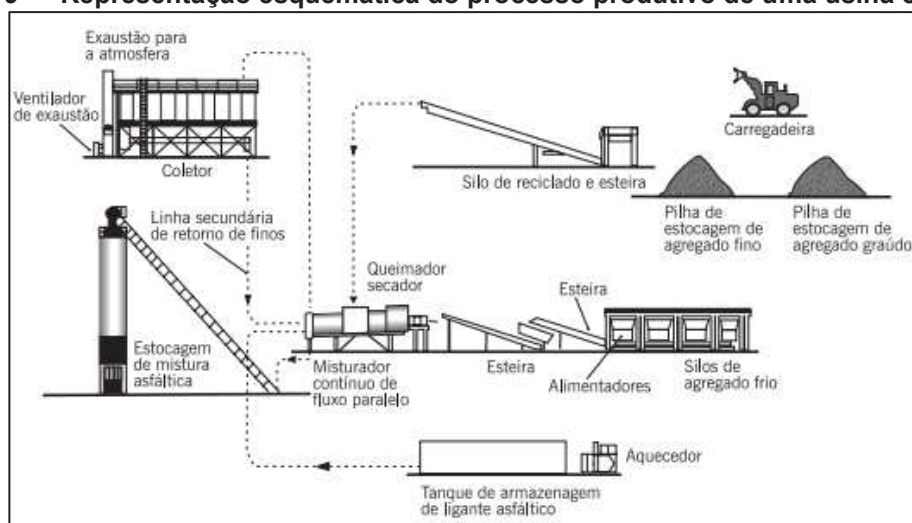 Representação esquemática do processo produtivo de uma usina
Exaustão para
a atmosfera
Ventilador
de exaustão
Coletor
Carregadeira
Silo de reciclado e esteira
Pilha de
estocagem de
agregado fino
Pilha de
estocagem de
agregado graúdo
Linha secundária
de retorno de finos
Queimador
secador
Esteira
Estocagem
de mistura
asfáltica
Misturador
contínuo de
fluxo paralelo
Esteira
Alimentadores
Silos de
agregado frio
Aquecedor
Tanque de armazenagem
de ligante asfáltico